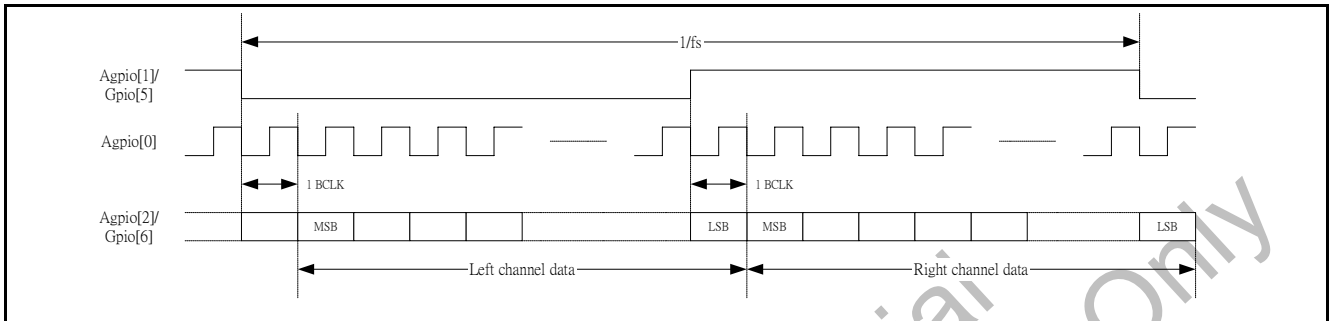 1/fs
Agpio[1]/
Gpio[5]
Agpio[0]
1 BCLK
1 BCLK
Agpio[2]/
Gpio[6]
MSB
LSB
MSB
LSB
Left channel data
Right channel data
Only